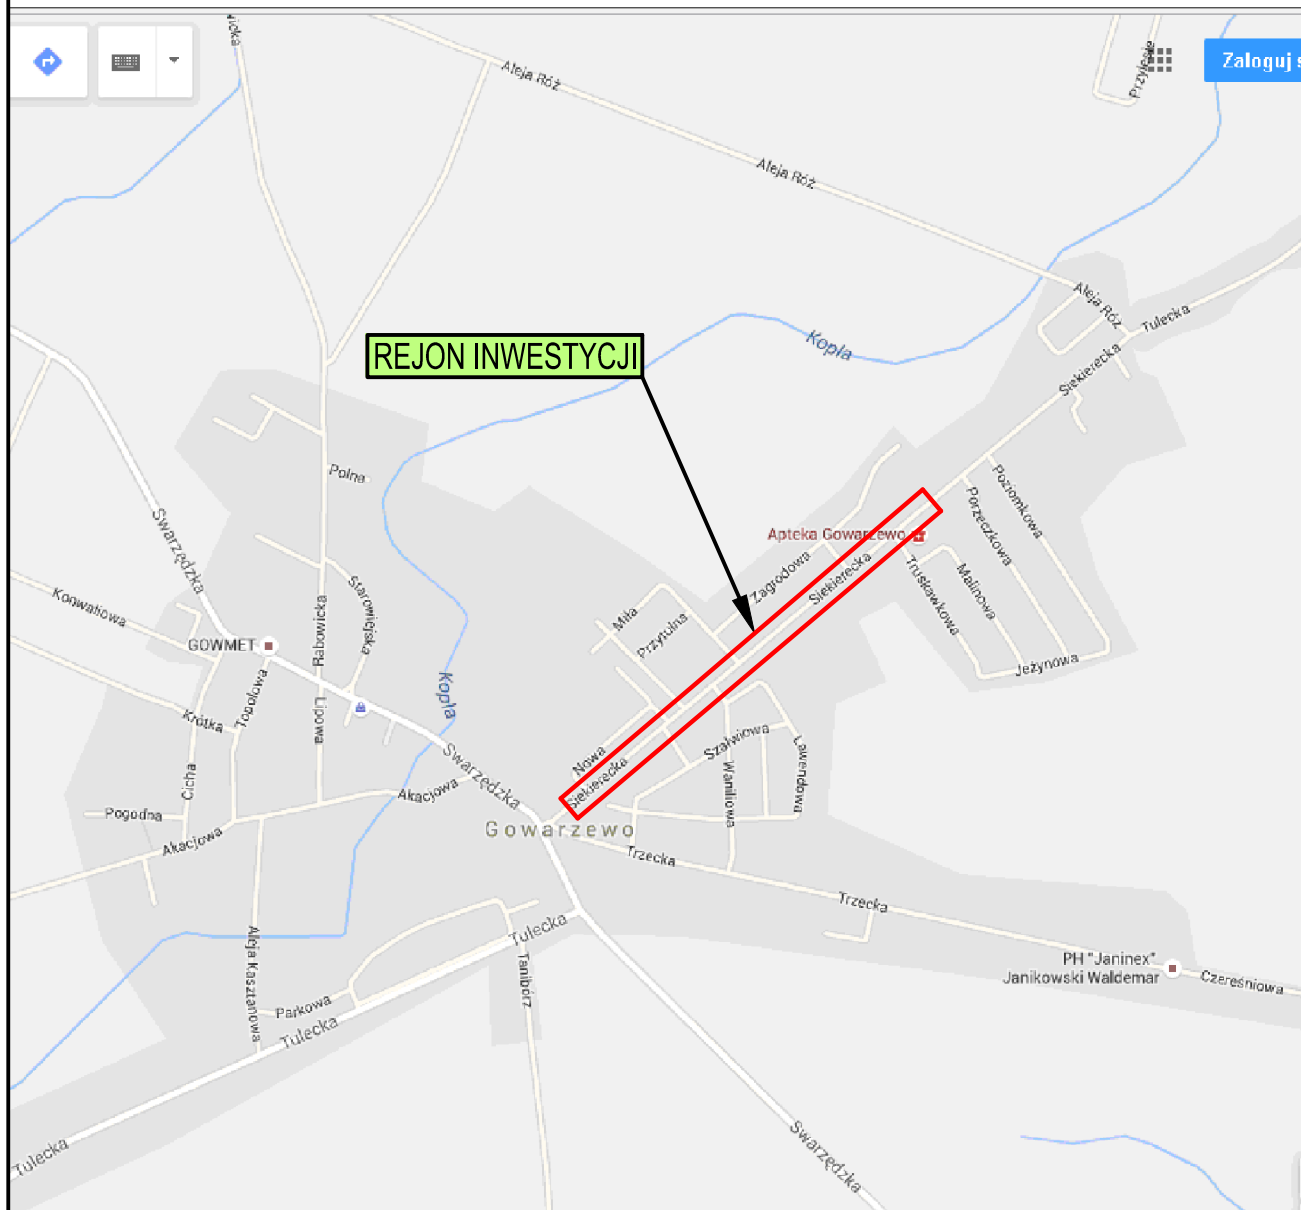 Zaloguj s
Przylesie
Aleja Róż
Aleja Róż
Aleja Róż
Tulecka
Kopla
REJON INWESTYCJI
Siekierecka
Polna
Poziomkowa
Porzeczkowa
Swarzędzka
Apteka Gowarzewo
Zagrodowa
Siekierecka
Truskawkowa
Malinowa
Konwaliowa
Starowiejska
Rabowicka
Miła
Przytulna
GOWMET
Jeżynowa
Topolowa
Kopla
Krótka
Lipowa
Szałwiowa
Lawendowa
Nowa
Swarzędzka
Siekierecka
Waniliowa
Cicha
Akacjowa
Pogodna
Gowarzewo
Akacjowa
Trzecka
Trzecka
Tulecka
Aleja Kasztanowa
Tanibórz
PH "Janinex"
Janikowski Waldemar
Czereśniowa
Parkowa
Tulecka
Tulecka
Swarzędzka